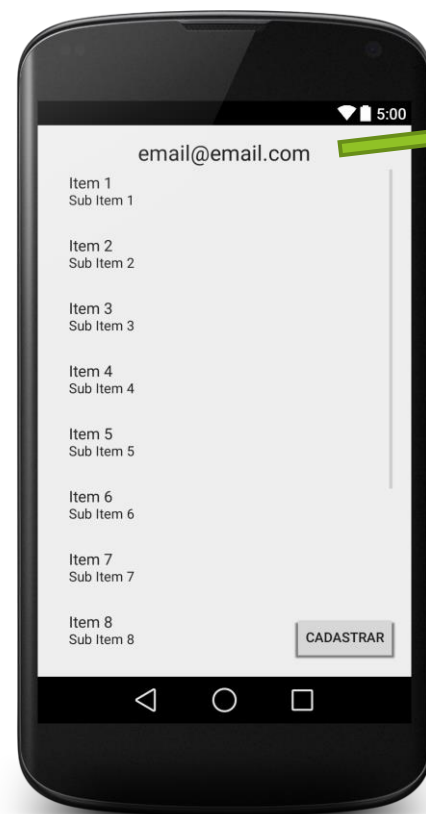 5:00
email@email.com
Item 1
Sub Item 1
Item 2
Sub Item 2
Item 3
Sub Item 3
Item 4
Sub Item 4
Item 5
Sub Item 5
Item 6
Sub Item 6
Item 7
Sub Item 7
Item 8
Sub Item 8
CADASTRAR